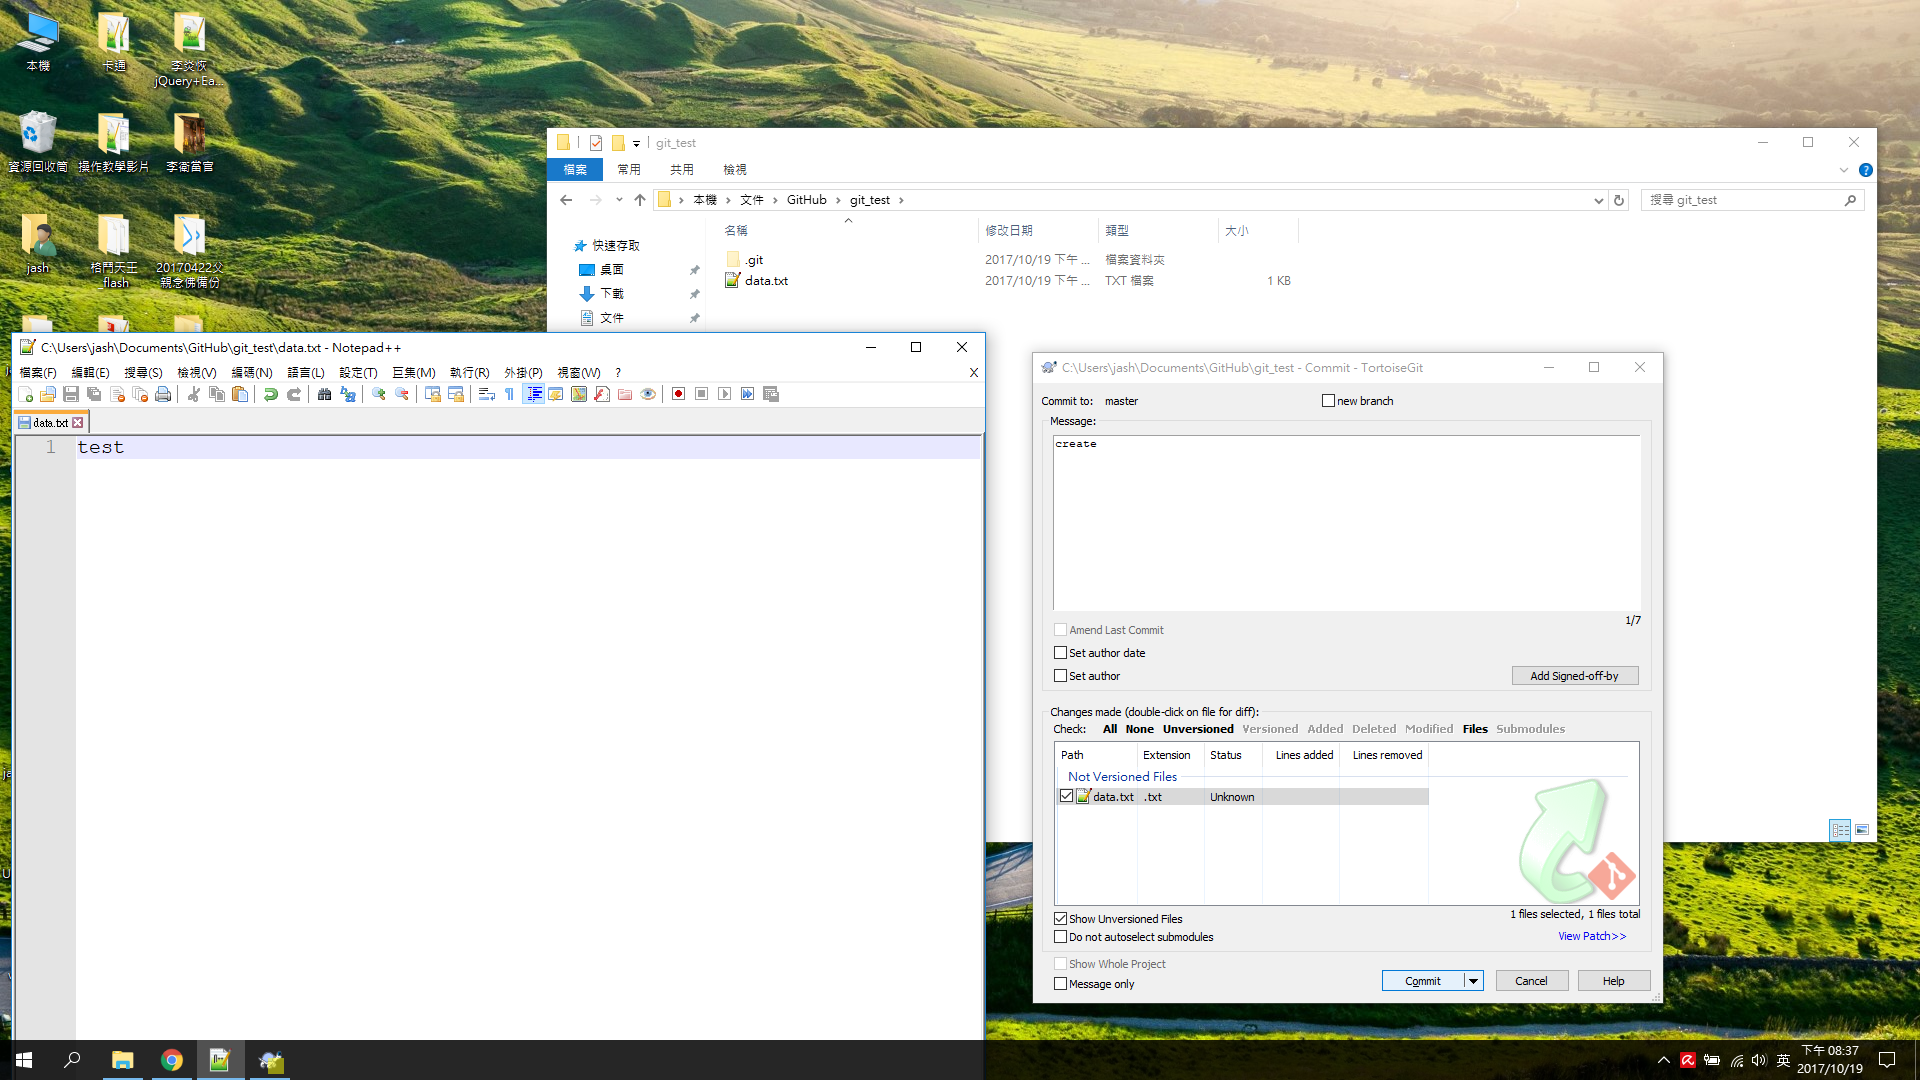 本機
卡通
李炎恢
jQuery+Ea...
資源回收筒
操作教學影片
李衛當官
jash
格鬥天王
_flash
20170422父
親念佛備份
git_test
檔案
常用
共用
檢視
本機 > 文件 > GitHub > git_test >
搜尋 git_test
名稱
修改日期
類型
大小
快速存取
桌面
下載
文件
.git
2017/10/19 下午 ...
檔案資料夾
data.txt
2017/10/19 下午 ...
TXT 檔案
1 KB
C:\Users\jash\Documents\GitHub\git_test\data.txt - Notepad++
檔案(F) 編輯(E) 搜尋(S) 檢視(V) 編碼(N) 語言(L) 設定(T) 巨集(M) 執行(R) 外掛(P) 視窗(W) ? X
data.txt
1 test
C:\Users\jash\Documents\GitHub\git_test - Commit - TortoiseGit
Commit to: master
new branch
Message:
create
1/7
Amend Last Commit
Set author date
Set author
Add Signed-off-by
Changes made (double-click on file for diff):
Check: All None Unversioned Versioned Added Deleted Modified Files Submodules
Path Extension Status Lines added Lines removed
Not Versioned Files
data.txt .txt Unknown
Show Unversioned Files
1 files selected, 1 files total
Do not autoselect submodules
View Patch>>
Show Whole Project
Message only
Commit
Cancel
Help
英
下午 08:37
2017/10/19